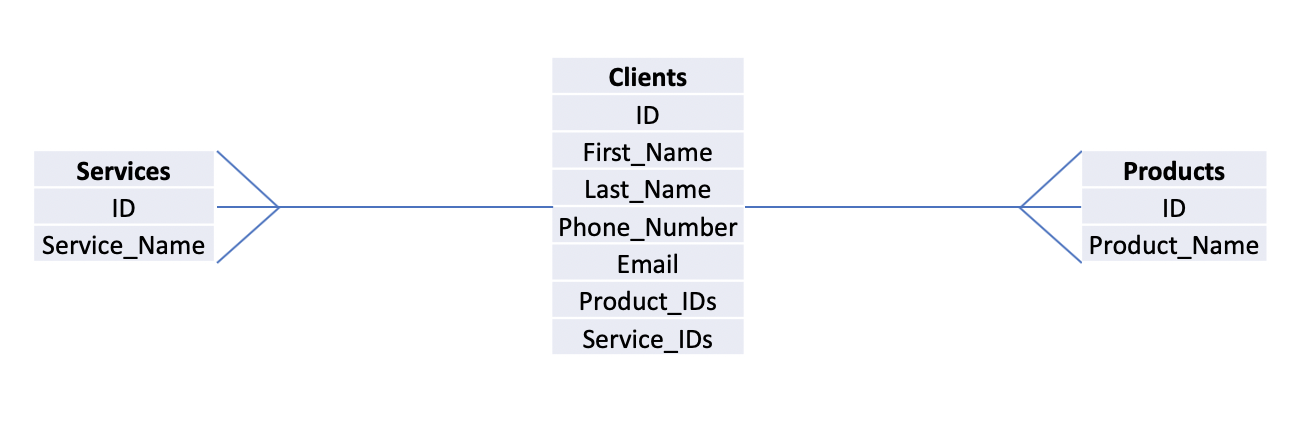 Services
ID
Service_Name
Clients
ID
First_Name
Last_Name
Phone_Number
Email
Product_IDs
Service_IDs
Products
ID
Product_Name